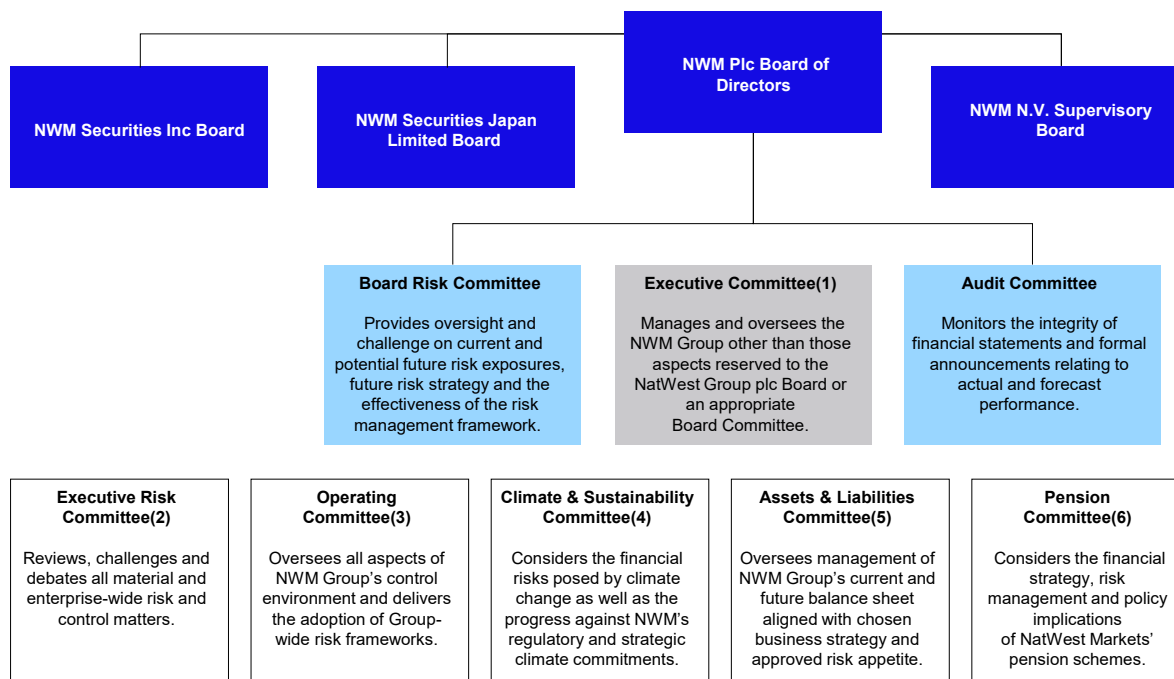 NWM Plc Board of
Directors
NWM Securities Inc Board
NWM Securities Japan
Limited Board
NWM N.V. Supervisory
Board
Board Risk Committee
Provides oversight and
challenge on current and
potential future risk exposures,
future risk strategy and the
effectiveness of the risk
management framework.
Executive Committee(1)
Manages and oversees the
NWM Group other than those
aspects reserved to the
NatWest Group plc Board or
an appropriate
Board Committee.
Audit Committee
Monitors the integrity of
financial statements and formal
announcements relating to
actual and forecast
performance.
Executive Risk
Committee(2)
Reviews, challenges and
debates all material and
enterprise-wide risk and
control matters.
Operating
Committee(3)
Oversees all aspects of
NWM Group’s control
environment and delivers
the adoption of Group-
wide risk frameworks.
Climate & Sustainability
Committee(4)
Considers the financial
risks posed by climate
change as well as the
progress against NWM’s
regulatory and strategic
climate commitments.
Assets & Liabilities
Committee(5)
Oversees management of
NWM Group’s current and
future balance sheet
aligned with chosen
business strategy and
approved risk appetite.
Pension
Committee(6)
Considers the financial
strategy, risk
management and policy
implications
of NatWest Markets’
pension schemes.